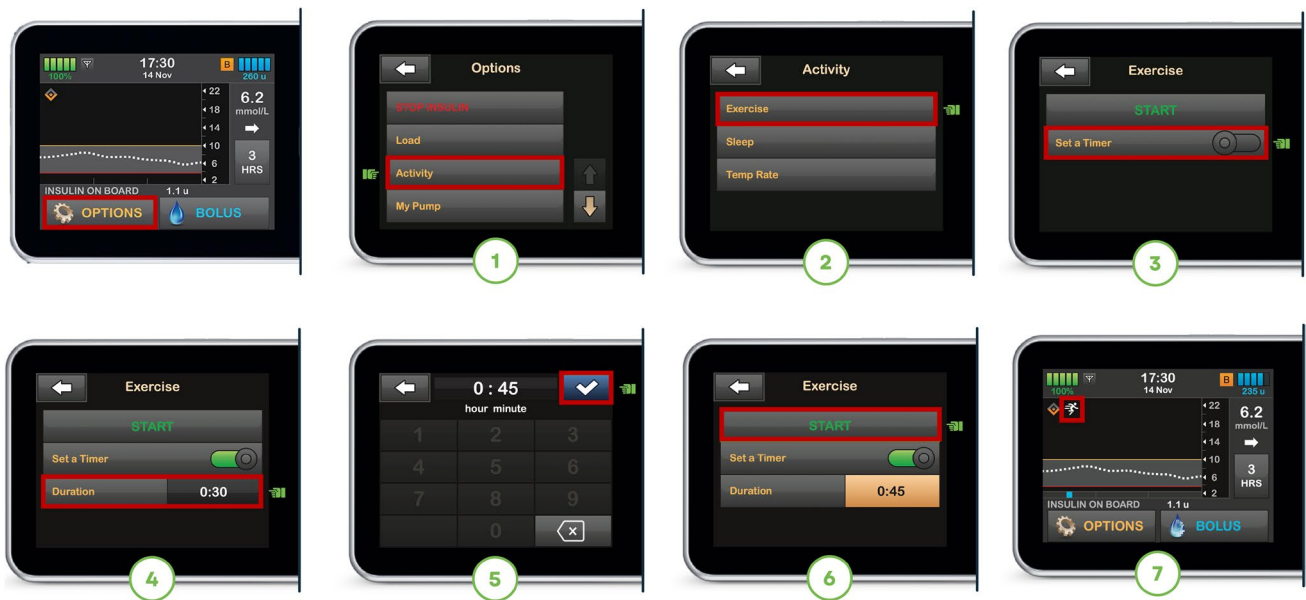 17:30
14 Nov
100%
B
260 u
22
18
14
10
6
2
6.2
mmol/L
3
HRS
INSULIN ON BOARD 1.1 u
OPTIONS BOLUS
Options
STOP INSULIN
Load
Activity
My Pump
1
Activity
Exercise
Sleep
Temp Rate
2
Exercise
START
Set a Timer
3
Exercise
START
Set a Timer
Duration 0:30
4
0 : 45
hour minute
1 2 3
4 5 6
7 8 9
0
5
Exercise
START
Set a Timer
Duration 0:45
6
17:30
14 Nov
100%
B
235 u
22
18
14
10
6
2
6.2
mmol/L
3
HRS
INSULIN ON BOARD 1.1 u
OPTIONS BOLUS
7